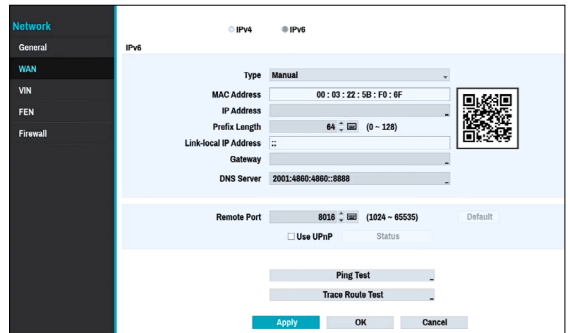 Network
IPv4 IPv6
General
IPv6
WAN
VIN
FEN
Firewall
Type Manual
MAC Address 00 : 03 : 22 : 5B : F0 : 6F
IP Address
Prefix Length 64 (0 ~ 128)
Link-local IP Address ::
Gateway
DNS Server 2001:4860:4860::8888
Remote Port 8016 (1024 ~ 65535) Default
Use UPnP Status
Ping Test
Trace Route Test
Apply OK Cancel